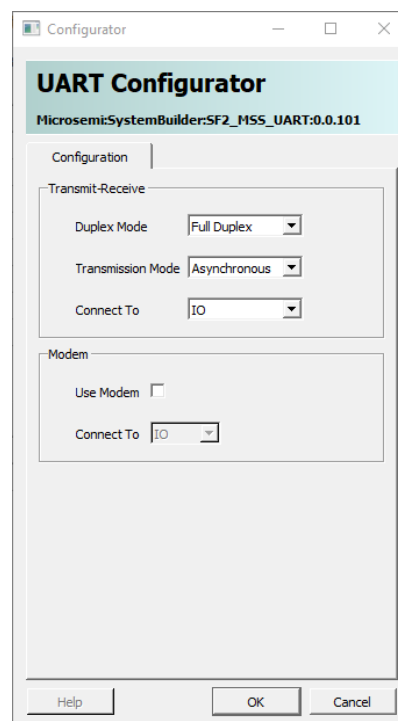 Configurator
UART Configurator
Microsemi:SystemBuilder:SF2_MSS_UART:0.0.101
Configuration
Transmit-Receive
Duplex Mode Full Duplex
Transmission Mode Asynchronous
Connect To IO
Modem
Use Modem
Connect To IO
Help OK Cancel